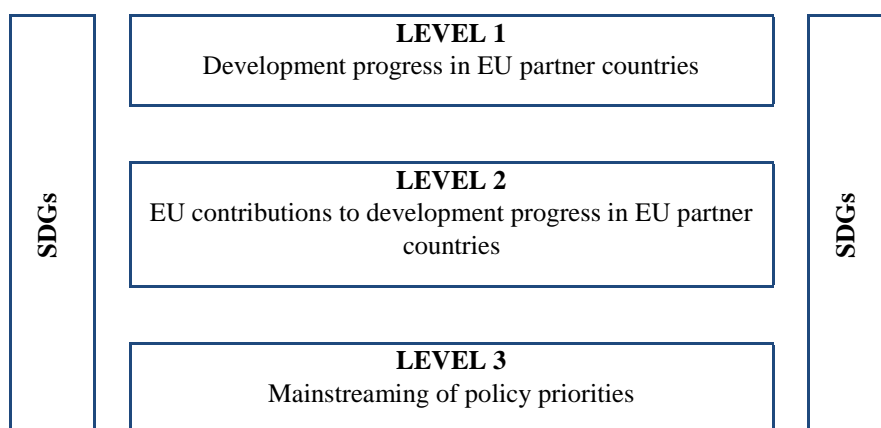 LEVEL 1
Development progress in EU partner countries
SDGs
LEVEL 2
EU contributions to development progress in EU partner
countries
SDGs
LEVEL 3
Mainstreaming of policy priorities